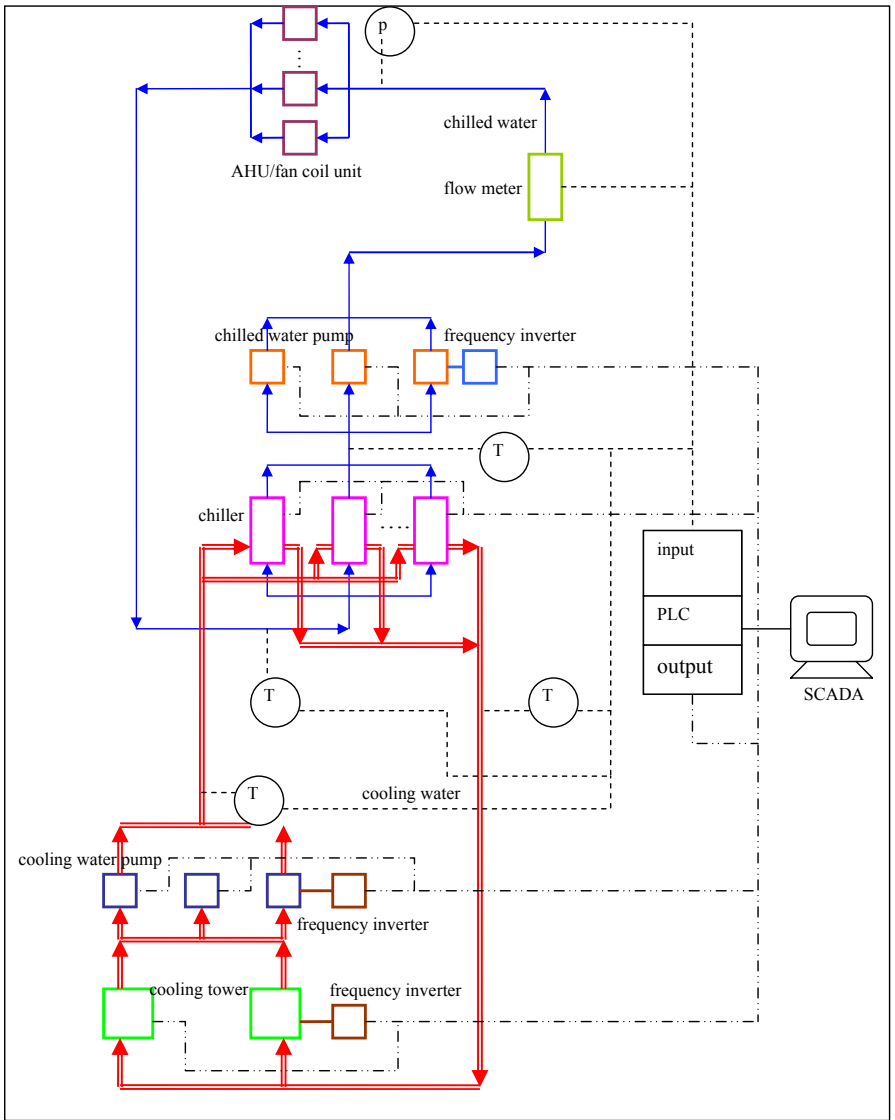 p
⋮
chilled water
AHU/fan coil unit
flow meter
chilled water pump
frequency inverter
T
chiller
....
input
PLC
output
SCADA
T
T
T
cooling water
cooling water pump
frequency inverter
cooling tower
frequency inverter